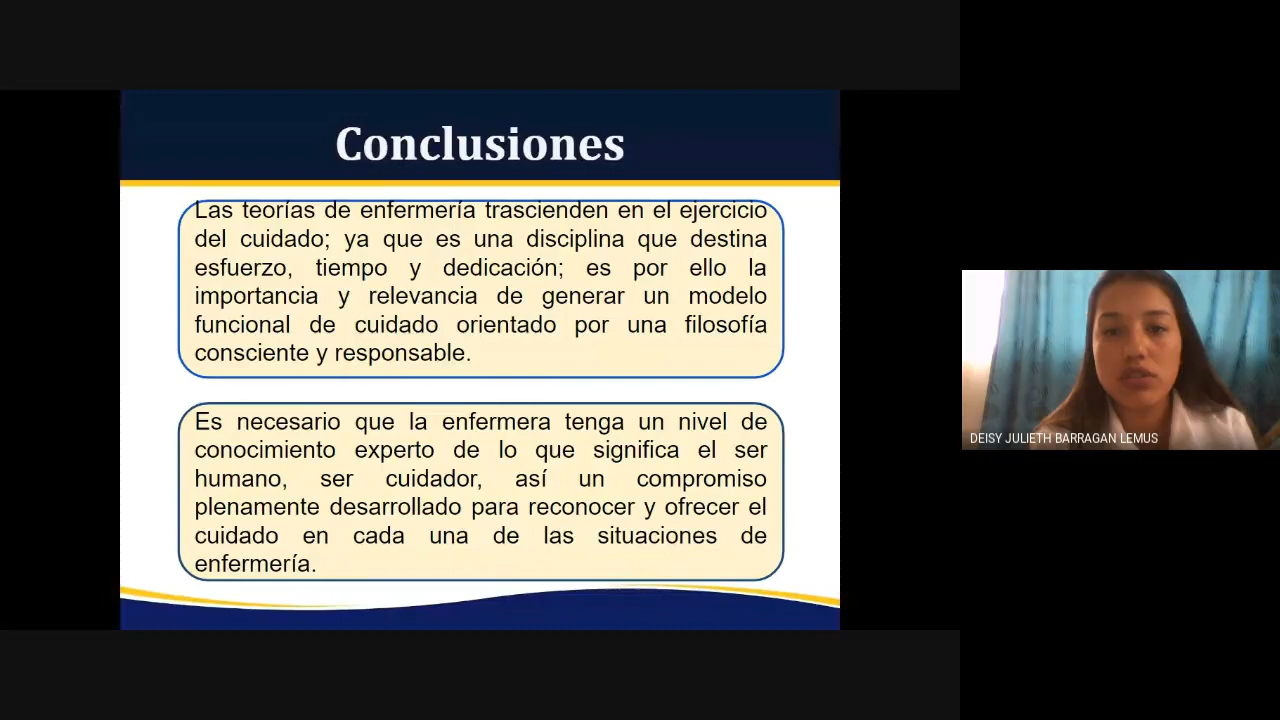 Conclusiones
Las teorías de enfermería trascienden en el ejercicio
del cuidado; ya que es una disciplina que destina
esfuerzo, tiempo y dedicación; es por ello la
importancia y relevancia de generar un modelo
funcional de cuidado orientado por una filosofía
consciente y responsable.
Es necesario que la enfermera tenga un nivel de
conocimiento experto de lo que significa el ser
humano, ser cuidador, así un compromiso
plenamente desarrollado para reconocer y ofrecer el
cuidado en cada una de las situaciones de
enfermería.
DEISY JULIETH BARRAGAN LEMUS